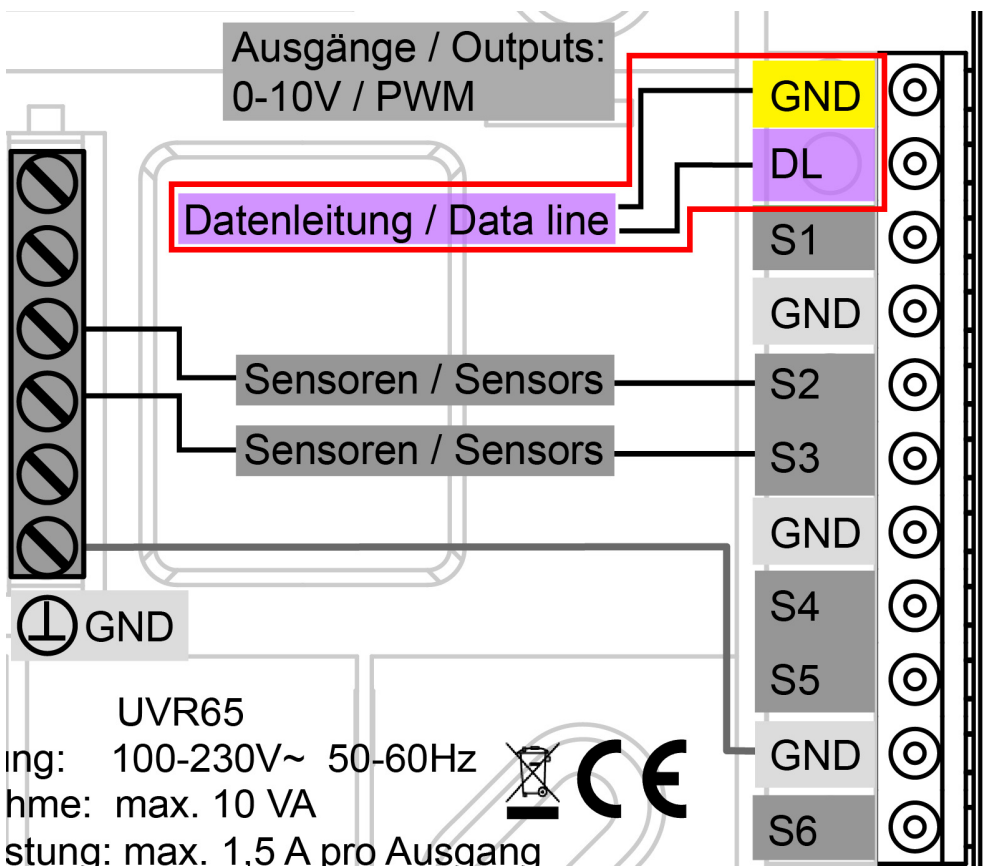 Ausgänge / Outputs:
0-10V / PWM
Datenleitung / Data line
Sensoren / Sensors
Sensoren / Sensors
GND
DL
S1
GND
S2
S3
GND
S4
S5
GND
S6
GND
UVR65
ung: 100-230V~ 50-60Hz
hme: max. 10 VA
stung: max. 1,5 A pro Ausgang
CE